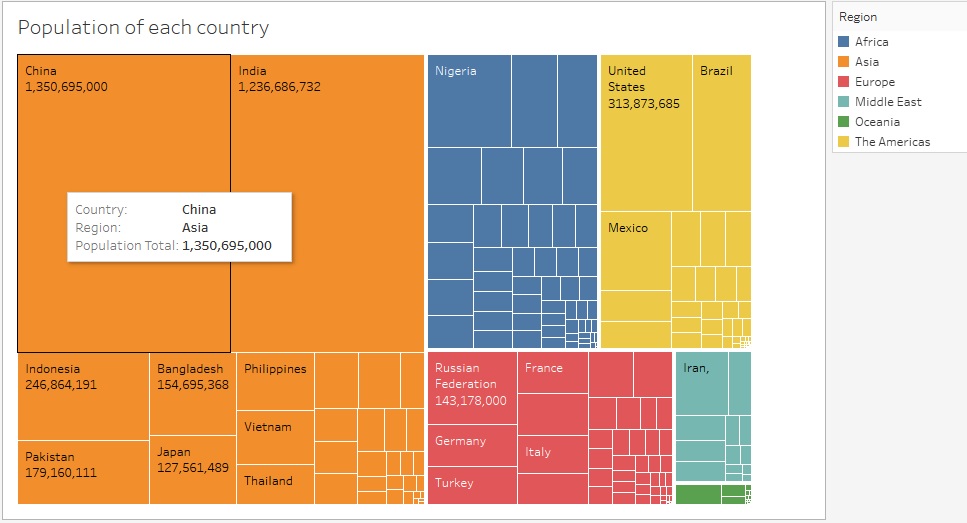 Population of each country
China
1,350,695,000
India
1,236,686,732
Nigeria
United
States
313,873,685
Brazil
Mexico
Country: China
Region: Asia
Population Total: 1,350,695,000
Indonesia
246,864,191
Bangladesh
154,695,368
Philippines
Vietnam
Pakistan
179,160,111
Japan
127,561,489
Thailand
Russian
Federation
143,178,000
France
Germany
Italy
Turkey
Iran,
Region
Africa
Asia
Europe
Middle East
Oceania
The Americas